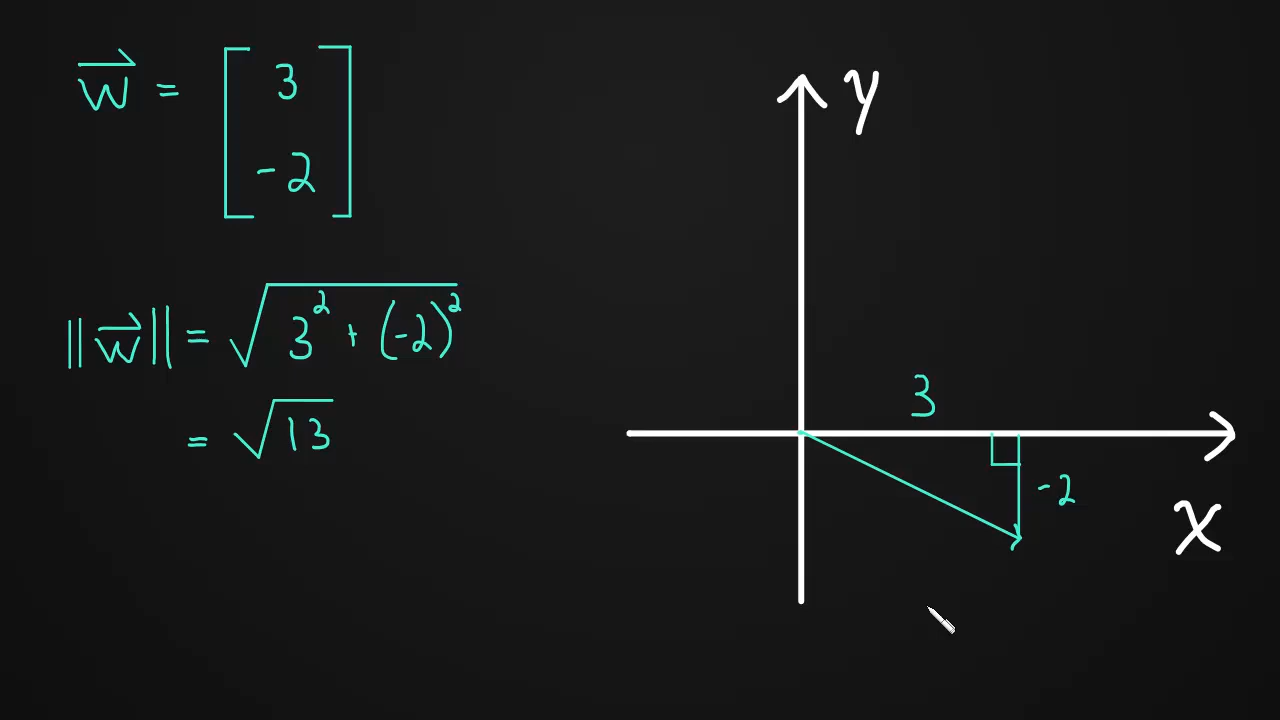 w⃗ = [ 3
-2 ]
||w⃗|| = √(3² + (-2)²)
= √13
y
3
-2
x